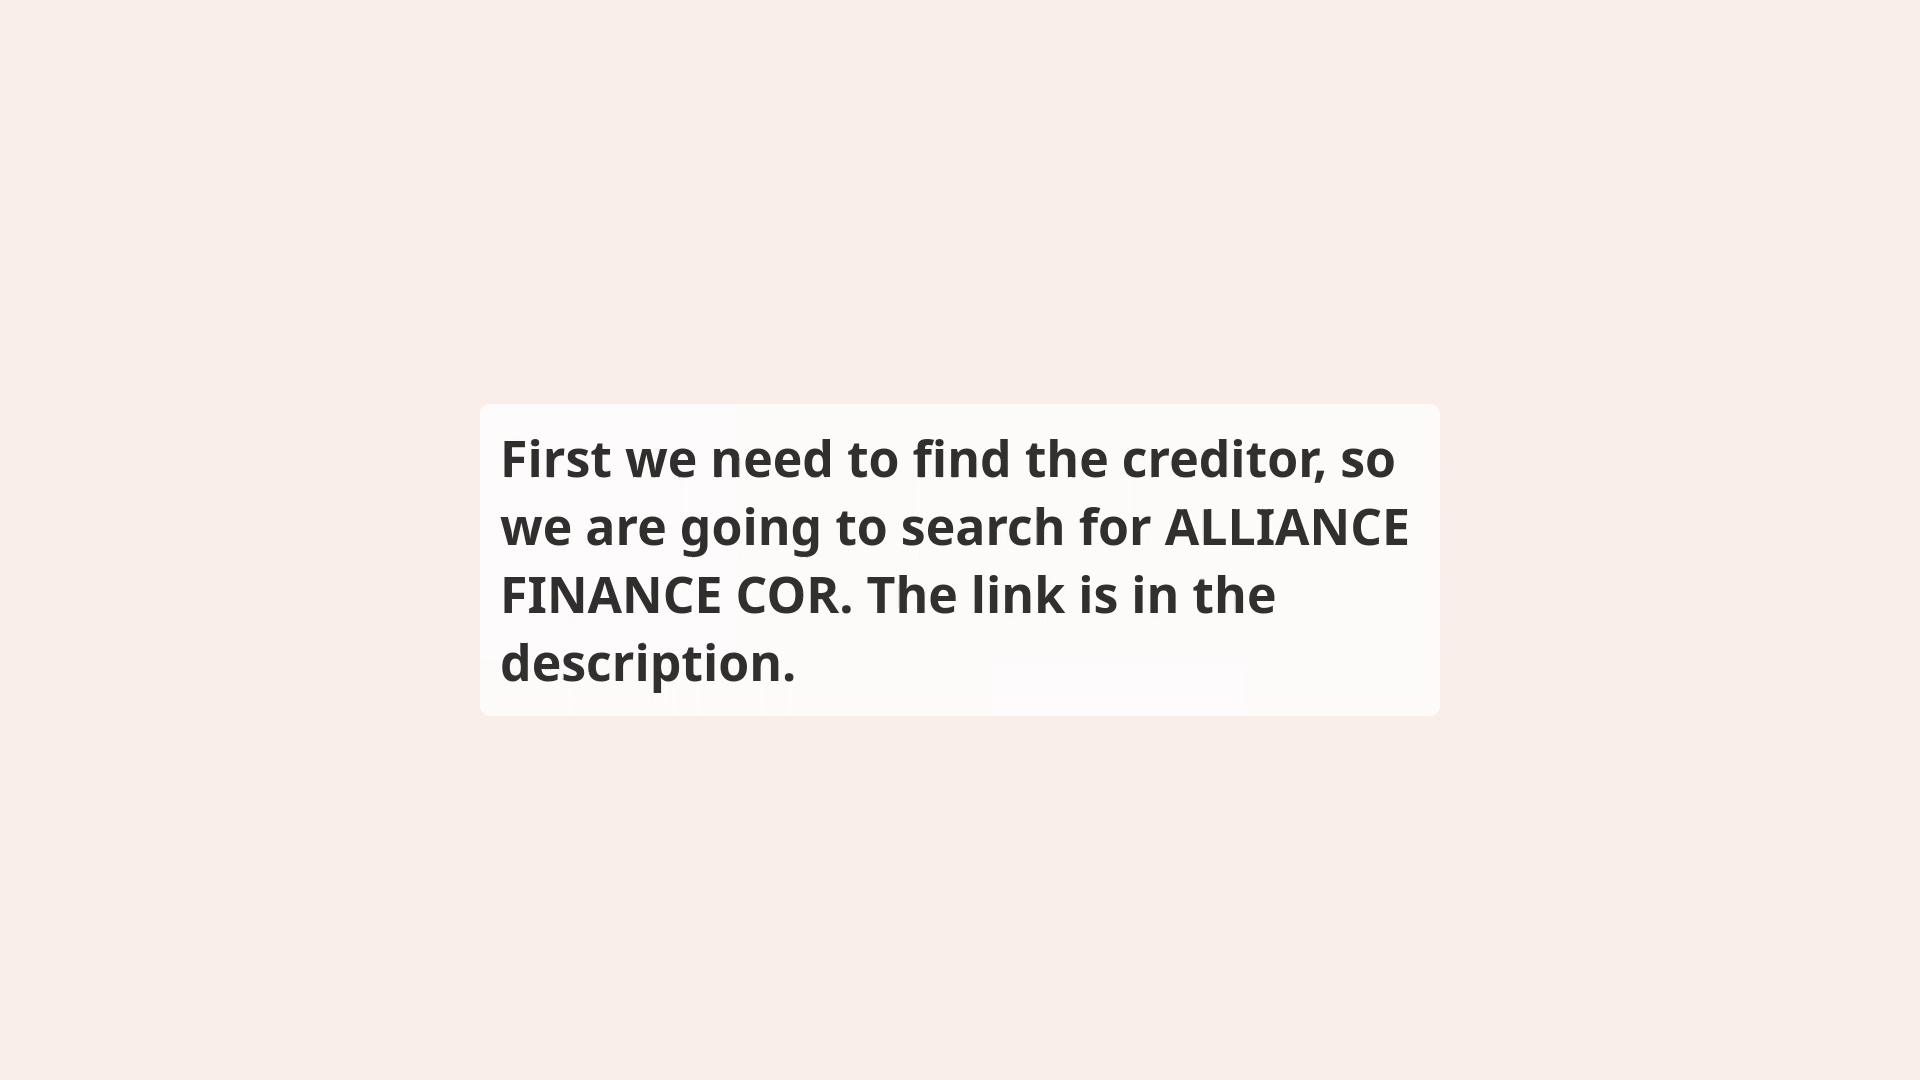 First we need to find the creditor, so
we are going to search for ALLIANCE
FINANCE COR. The link is in the
description.